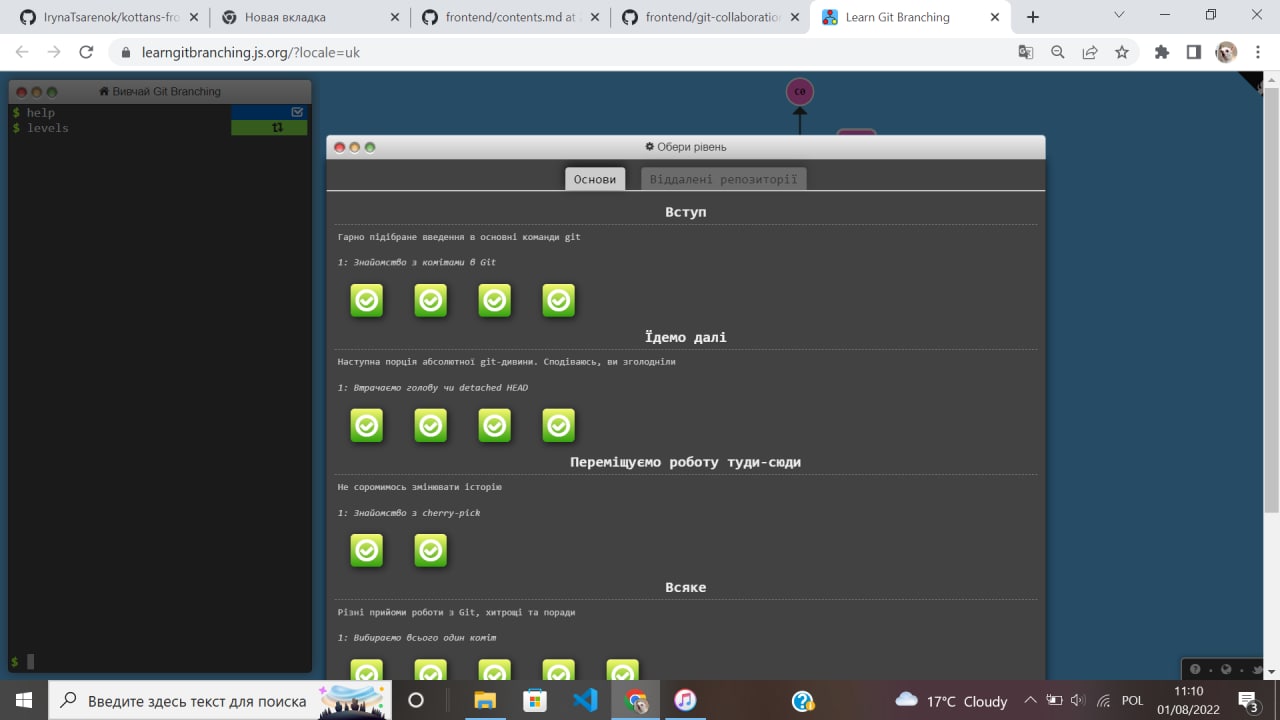 IrynaTsarenok/kottans-fro
Новая вкладка
frontend/contents.md at
frontend/git-collaboration
Learn Git Branching
learngitbranching.js.org/?locale=uk
Вивчай Git Branching
$ help
$ levels
C0
Обери рівень
Основи
Віддалені репозиторії
Вступ
Гарно підібране введення в основні команди git
1: Знайомство з комітами в Git
Їдемо далі
Наступна порція абсолютної git-дивини. Сподіваюсь, ви зголодніли
1: Втрачаємо голову чи detached HEAD
Переміщуємо роботу туди-сюди
Не соромимось змінювати історію
1: Знайомство з cherry-pick
Всяке
Різні прийоми роботи з Git, хитрощі та поради
1: Вибираємо всього один коміт
$
Введите здесь текст для поиска
17°C Cloudy
POL
11:10
01/08/2022
3